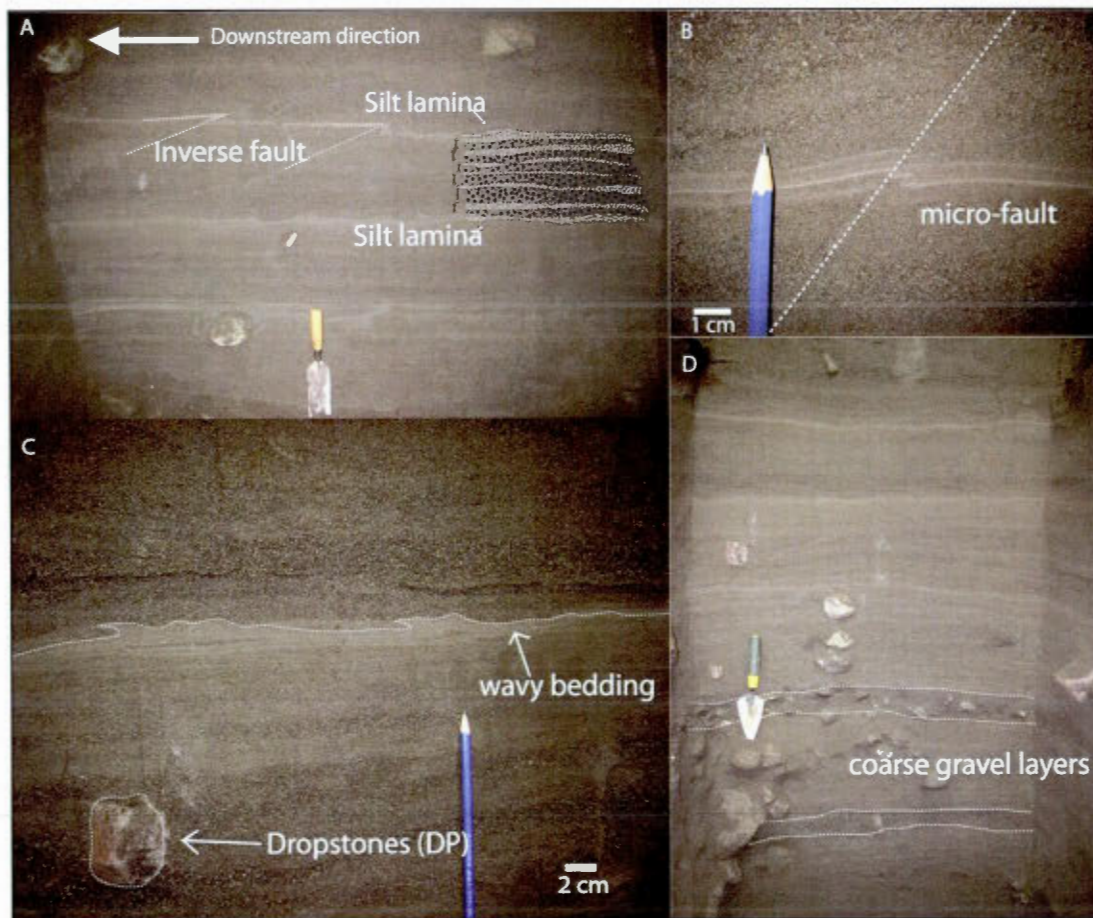 A
Downstream direction
Silt lamina
Inverse fault
Silt lamina
B
micro-fault
1 cm
C
wavy bedding
Dropstones (DP)
2 cm
D
coarse gravel layers